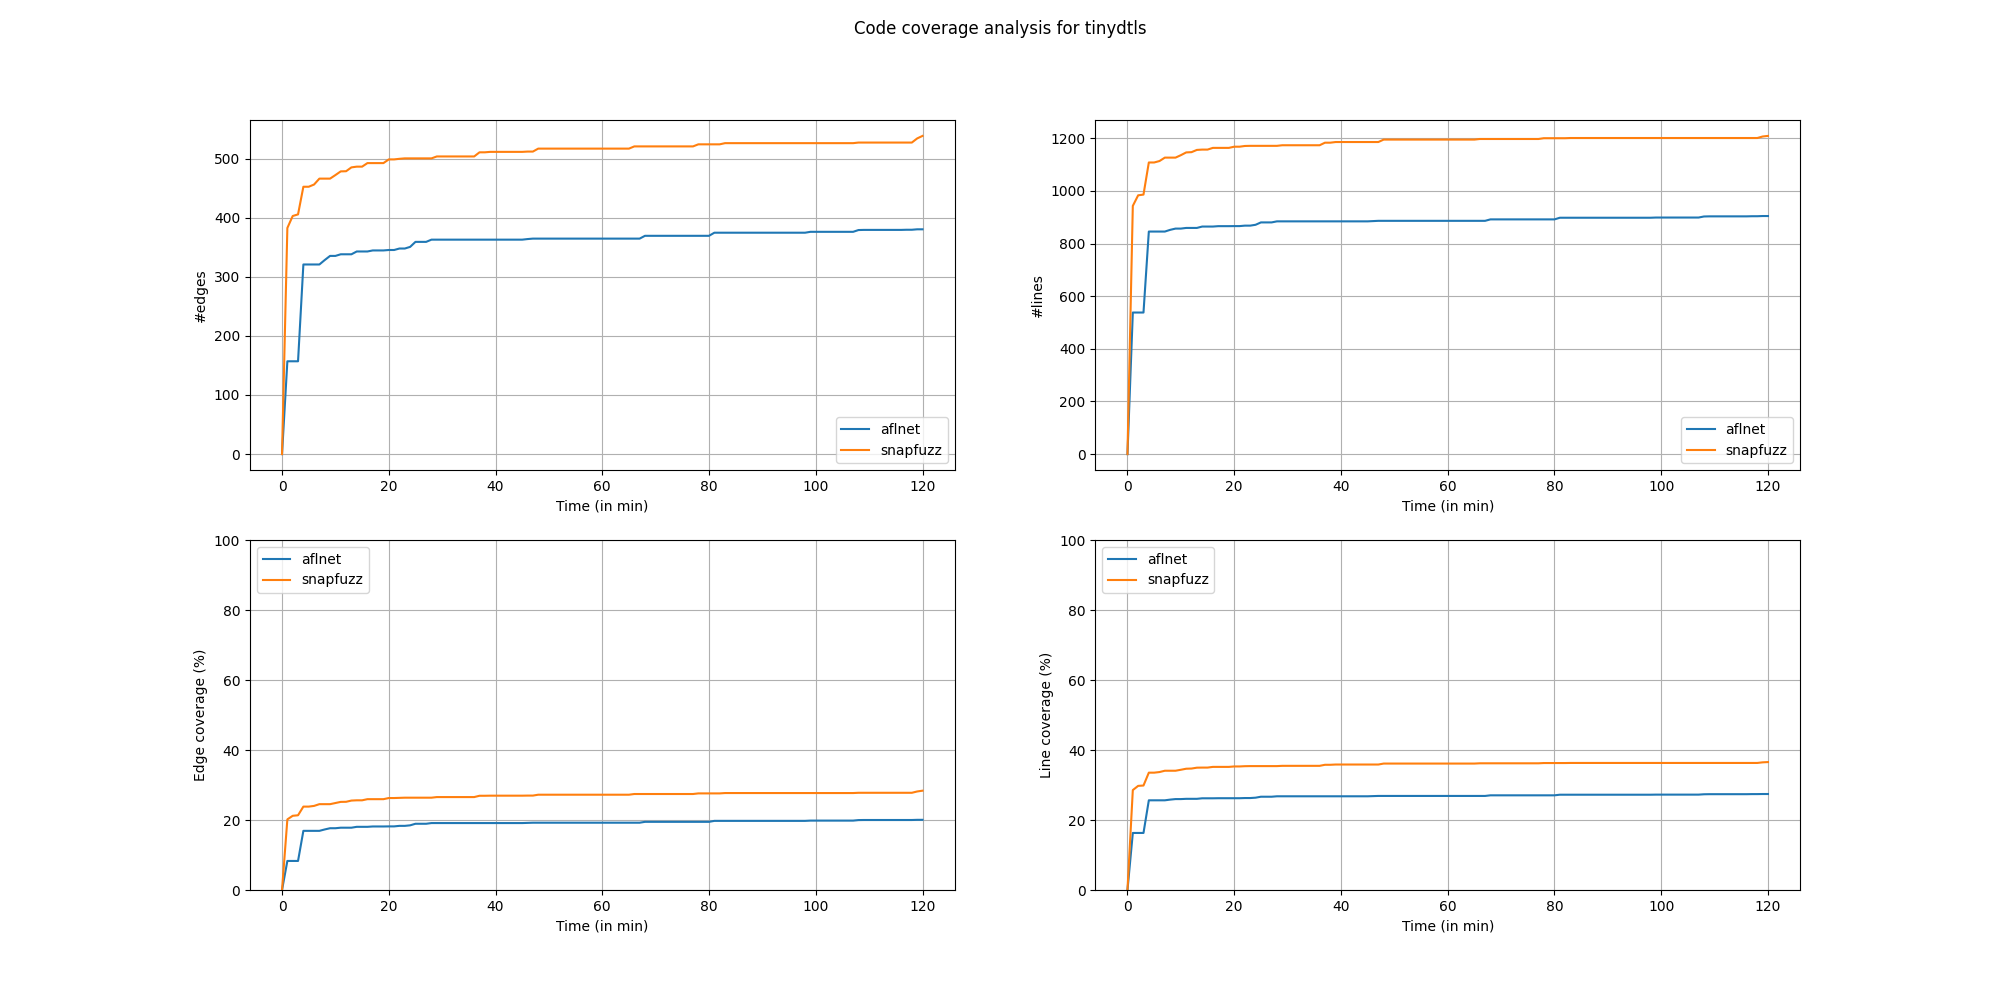 Code coverage analysis for tinydtls
#edges
500
400
300
200
100
0
0 20 40 60 80 100 120
Time (in min)
aflnet
snapfuzz
#lines
1200
1000
800
600
400
200
0
0 20 40 60 80 100 120
Time (in min)
aflnet
snapfuzz
Edge coverage (%)
100
80
60
40
20
0
0 20 40 60 80 100 120
Time (in min)
aflnet
snapfuzz
Line coverage (%)
100
80
60
40
20
0
0 20 40 60 80 100 120
Time (in min)
aflnet
snapfuzz